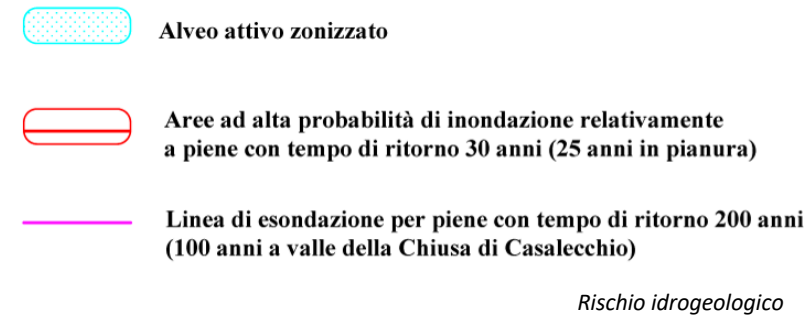 Alveo attivo zonizzato
Aree ad alta probabilità di inondazione relativamente
a piene con tempo di ritorno 30 anni (25 anni in pianura)
Linea di esondazione per piene con tempo di ritorno 200 anni
(100 anni a valle della Chiusa di Casalecchio)
Rischio idrogeologico